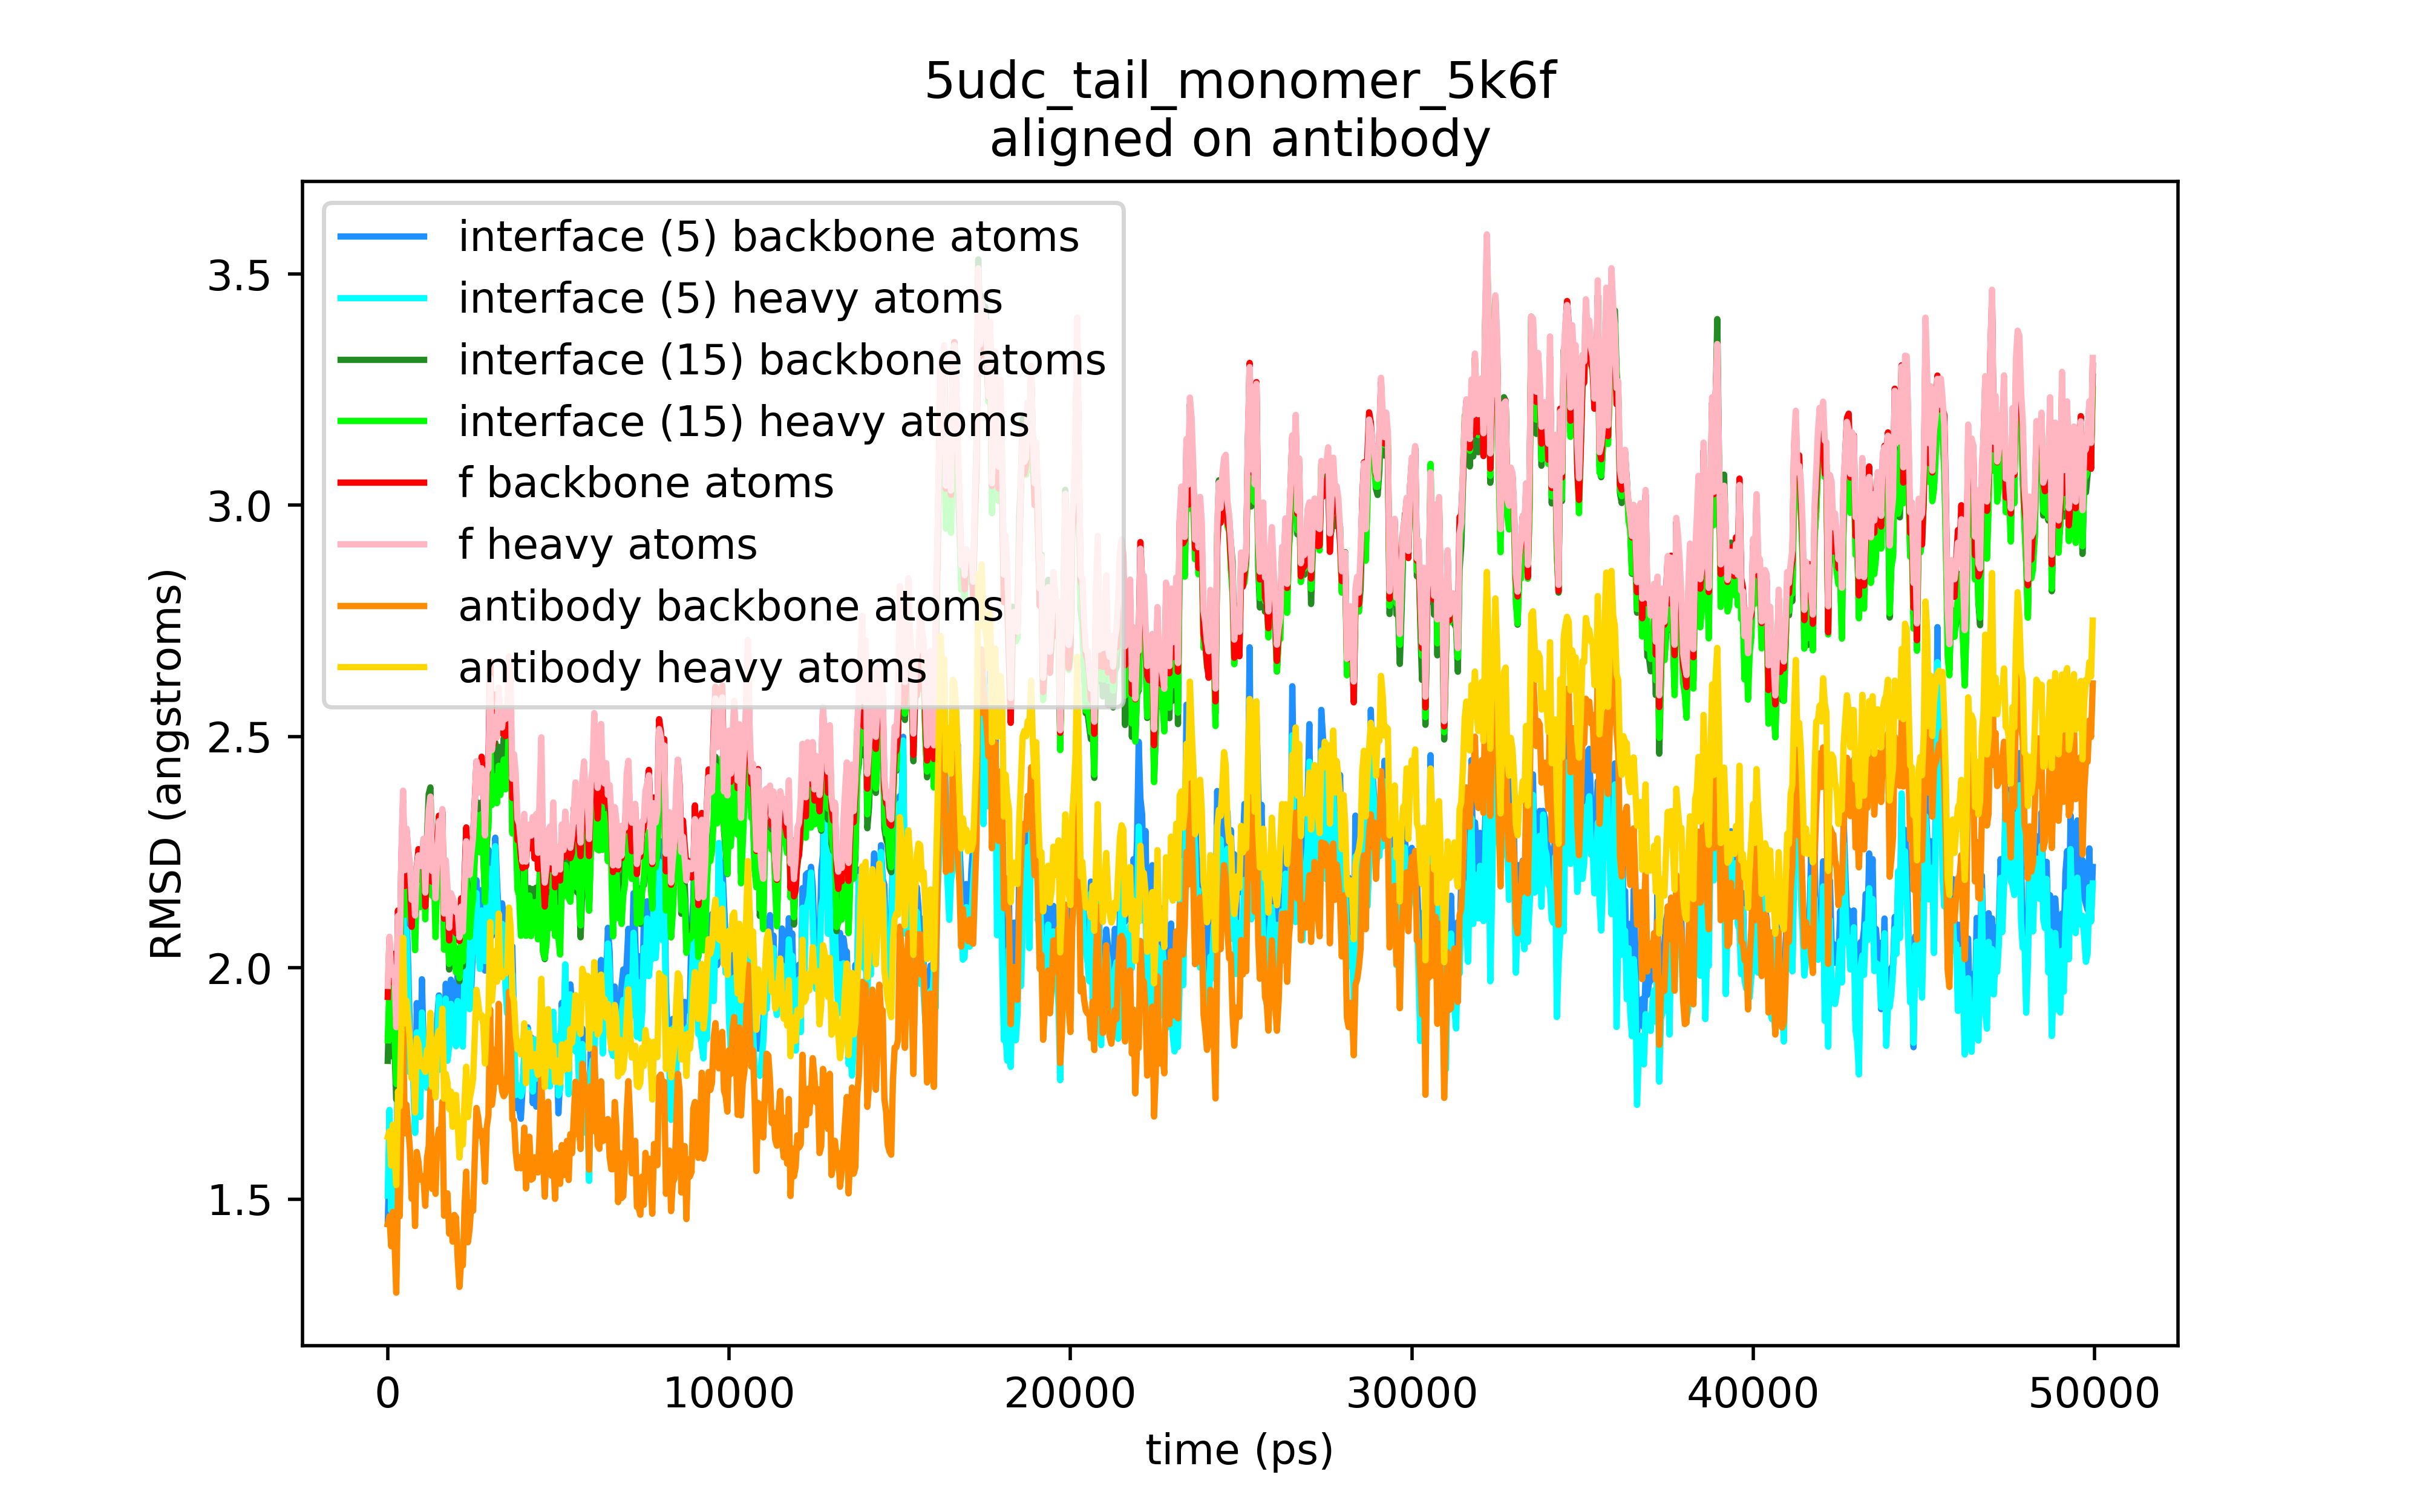 5udc_tail_monomer_5k6f
aligned on antibody
interface (5) backbone atoms
interface (5) heavy atoms
interface (15) backbone atoms
interface (15) heavy atoms
f backbone atoms
f heavy atoms
antibody backbone atoms
antibody heavy atoms
RMSD (angstroms)
3.5
3.0
2.5
2.0
1.5
0 10000 20000 30000 40000 50000
time (ps)